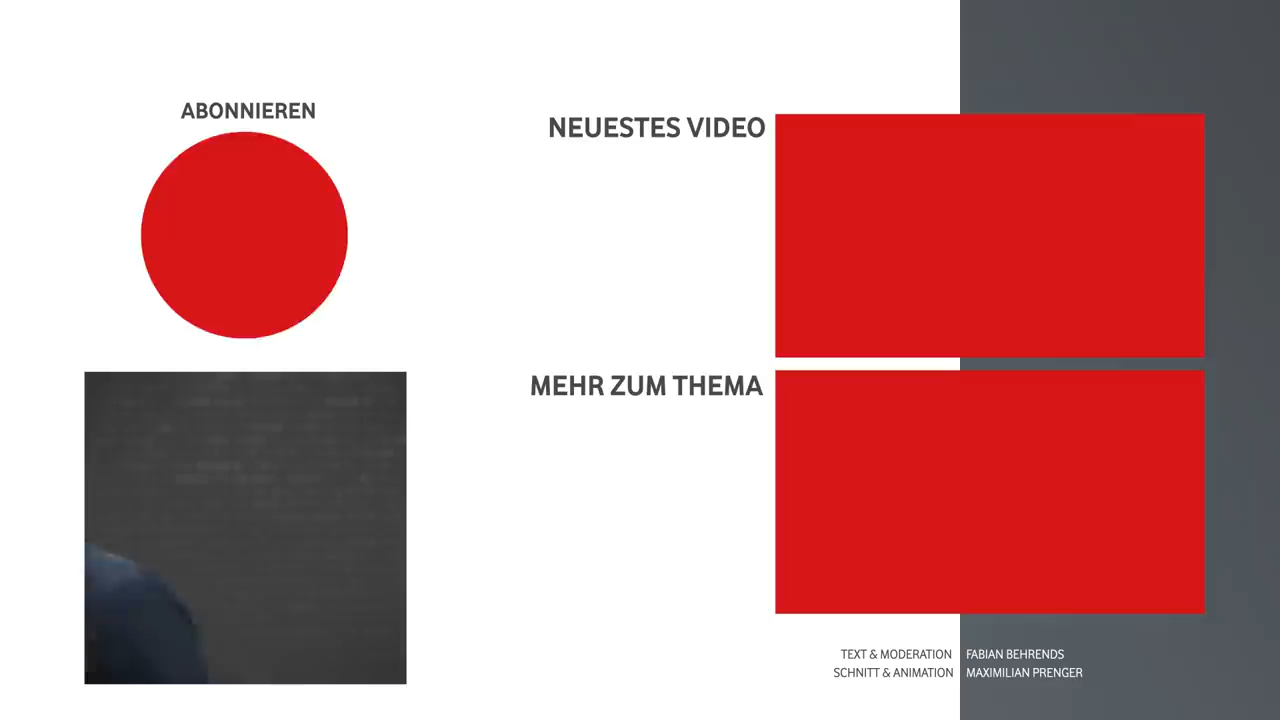 ABONNIEREN
NEUESTES VIDEO
MEHR ZUM THEMA
TEXT & MODERATION FABIAN BEHRENDS
SCHNITT & ANIMATION MAXIMILIAN PRENGER